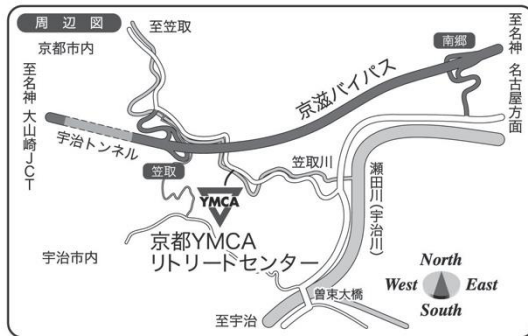 周辺図
至笠取
京都市内
至名神 大山崎JCT
宇治トンネル
笠取
京滋バイパス
南郷
至名神 名古屋方面
笠取川
瀬田川(宇治川)
YMCA
京都YMCA
リトリートセンター
宇治市内
至宇治
曽束大橋
North
West East
South